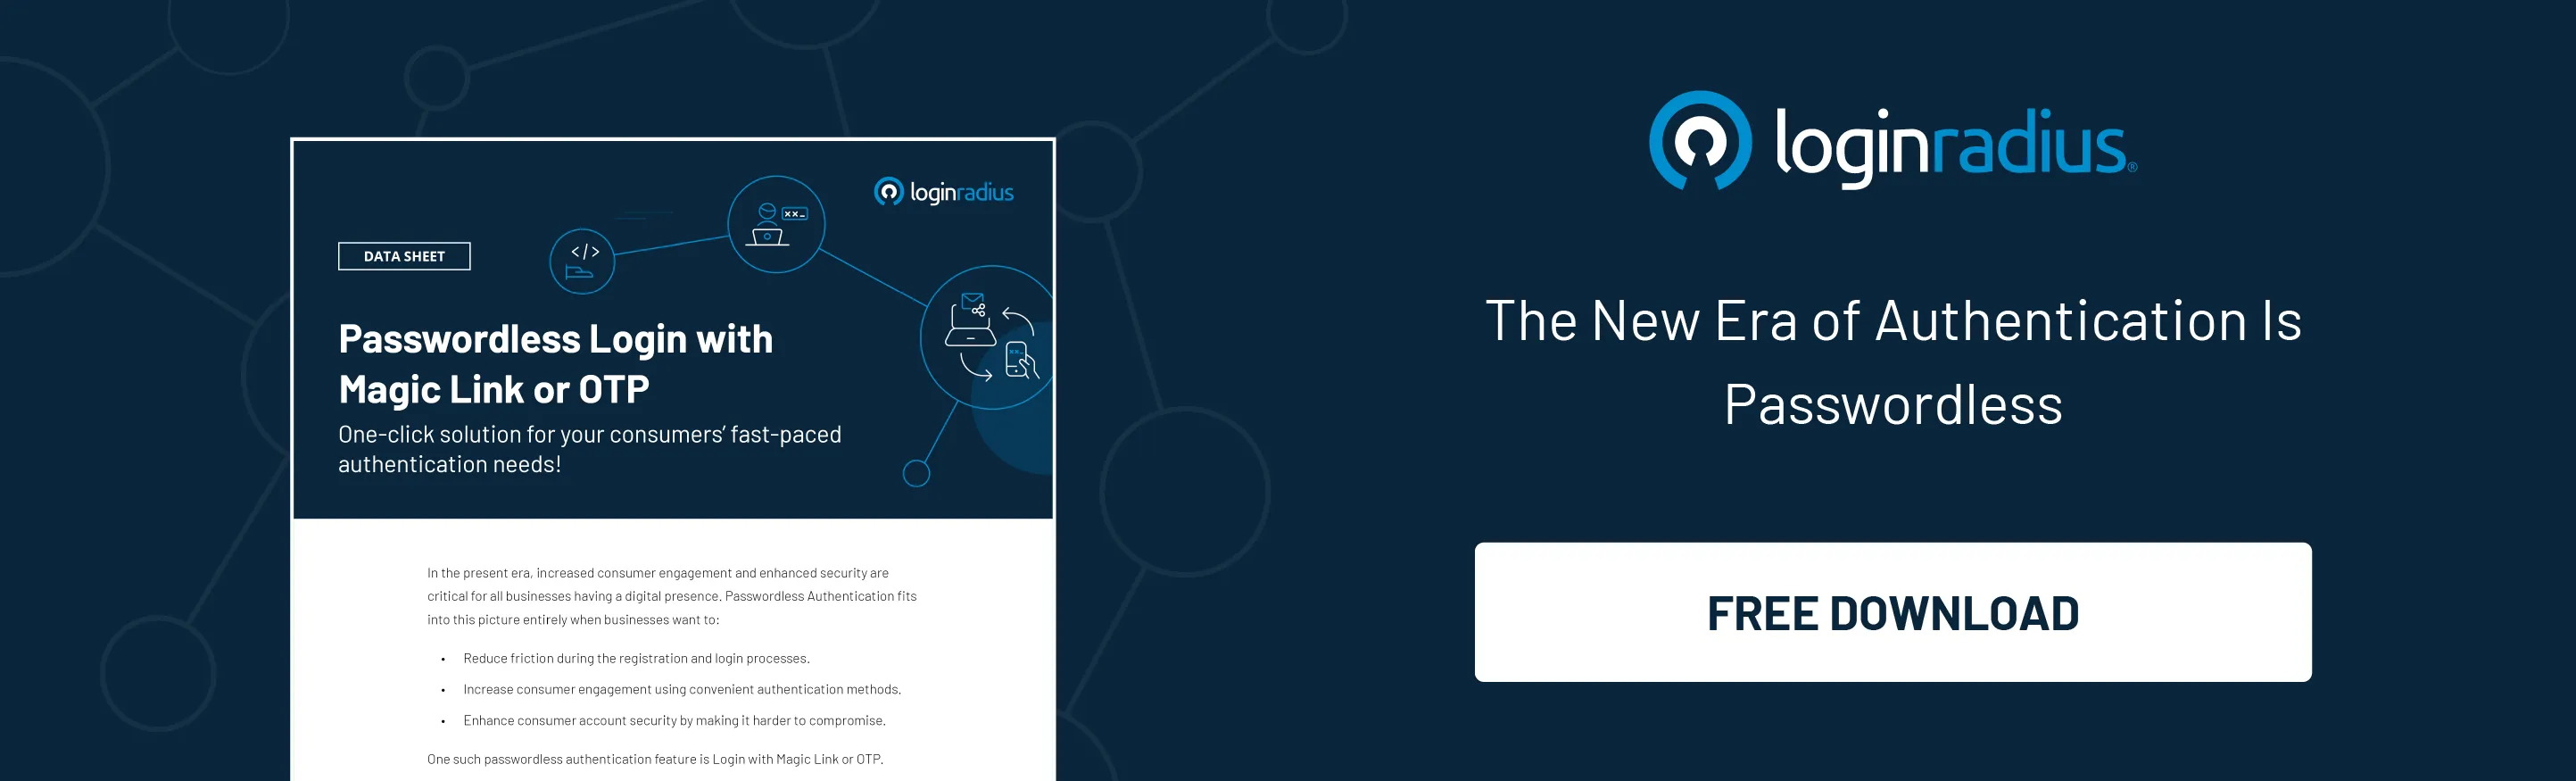 loginradius
DATA SHEET
Passwordless Login with
Magic Link or OTP
One-click solution for your consumers’ fast-paced
authentication needs!
In the present era, increased consumer engagement and enhanced security are
critical for all businesses having a digital presence. Passwordless Authentication fits
into this picture entirely when businesses want to:
• Reduce friction during the registration and login processes.
• Increase consumer engagement using convenient authentication methods.
• Enhance consumer account security by making it harder to compromise.
One such passwordless authentication feature is Login with Magic Link or OTP.
loginradius®
The New Era of Authentication Is
Passwordless
FREE DOWNLOAD